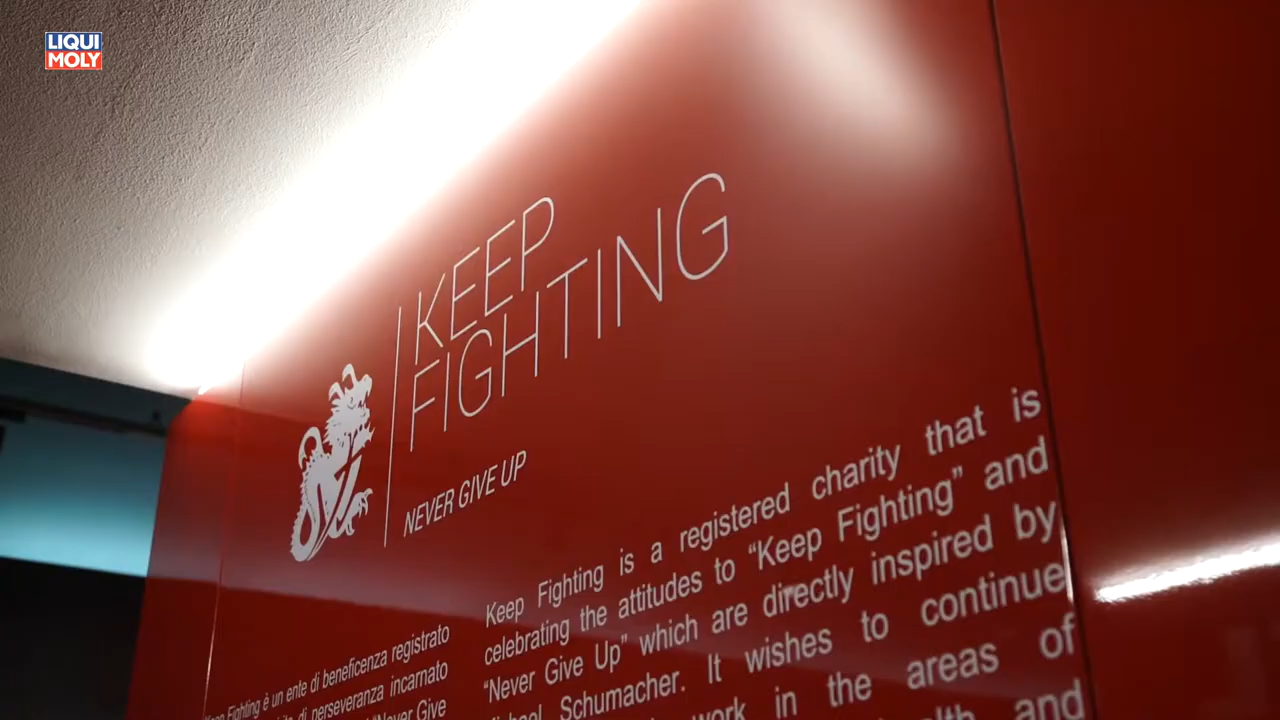 LIQUI
MOLY
KEEP
FIGHTING
NEVER GIVE UP
Keep Fighting is a registered charity that is
celebrating the attitudes to “Keep Fighting” and
“Never Give Up” which are directly inspired by
Schumacher. It wishes to continue
work in the areas of
and
Keep Fighting è un ente di beneficenza registrato
di perseveranza incarnato
“Never Give